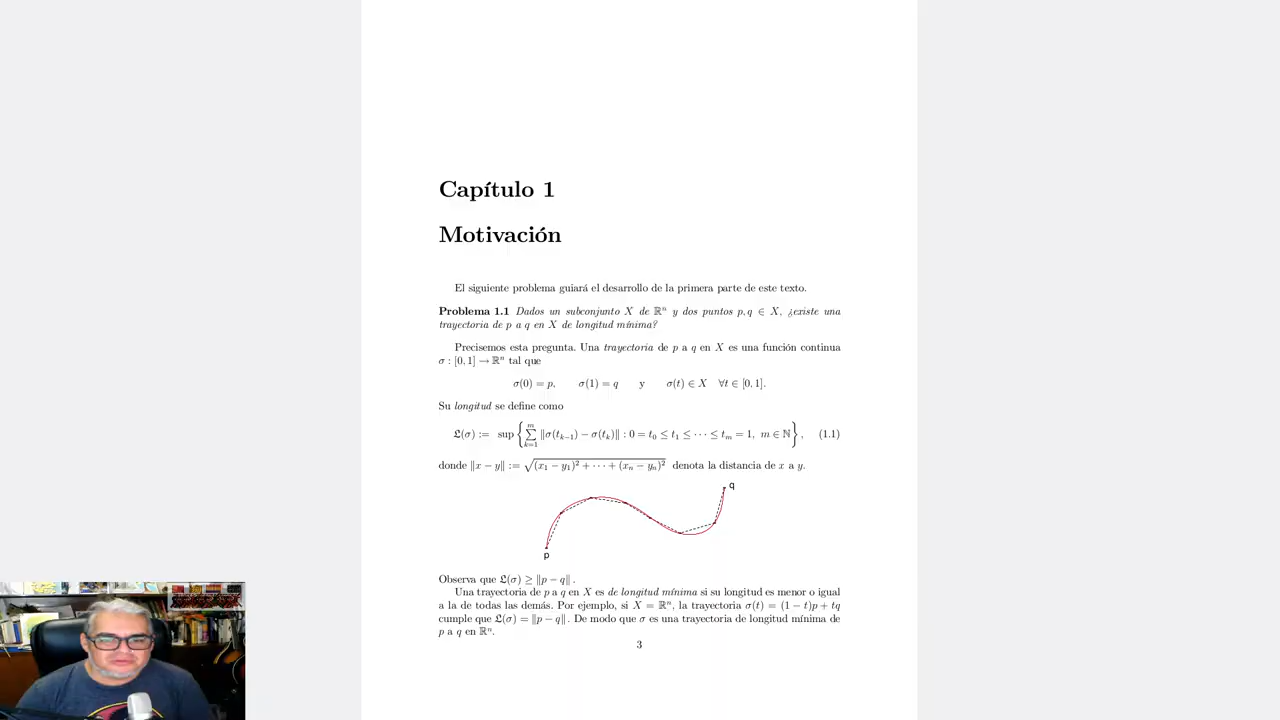 Capítulo 1
Motivación
El siguiente problema guiará el desarrollo de la primera parte de este texto.
Problema 1.1 Dados un subconjunto X de ℝⁿ y dos puntos p, q ∈ X, ¿existe una
trayectoria de p a q en X de longitud mínima?
Precisemos esta pregunta. Una trayectoria de p a q en X es una función continua
σ : [0, 1] → ℝⁿ tal que
σ(0) = p, σ(1) = q y σ(t) ∈ X ∀t ∈ [0, 1].
Su longitud se define como
𝔏(σ) := sup { ∑_{k=1}^{m} ‖σ(t_{k−1}) − σ(t_k)‖ : 0 = t₀ ≤ t₁ ≤ · · · ≤ t_m = 1, m ∈ ℕ } , (1.1)
donde ‖x − y‖ := √((x₁ − y₁)² + · · · + (xₙ − yₙ)²) denota la distancia de x a y.
q
p
Observa que 𝔏(σ) ≥ ‖p − q‖ .
Una trayectoria de p a q en X es de longitud mínima si su longitud es menor o igual
a la de todas las demás. Por ejemplo, si X = ℝⁿ, la trayectoria σ(t) = (1 − t)p + tq
cumple que 𝔏(σ) = ‖p − q‖ . De modo que σ es una trayectoria de longitud mínima de
p a q en ℝⁿ.
3